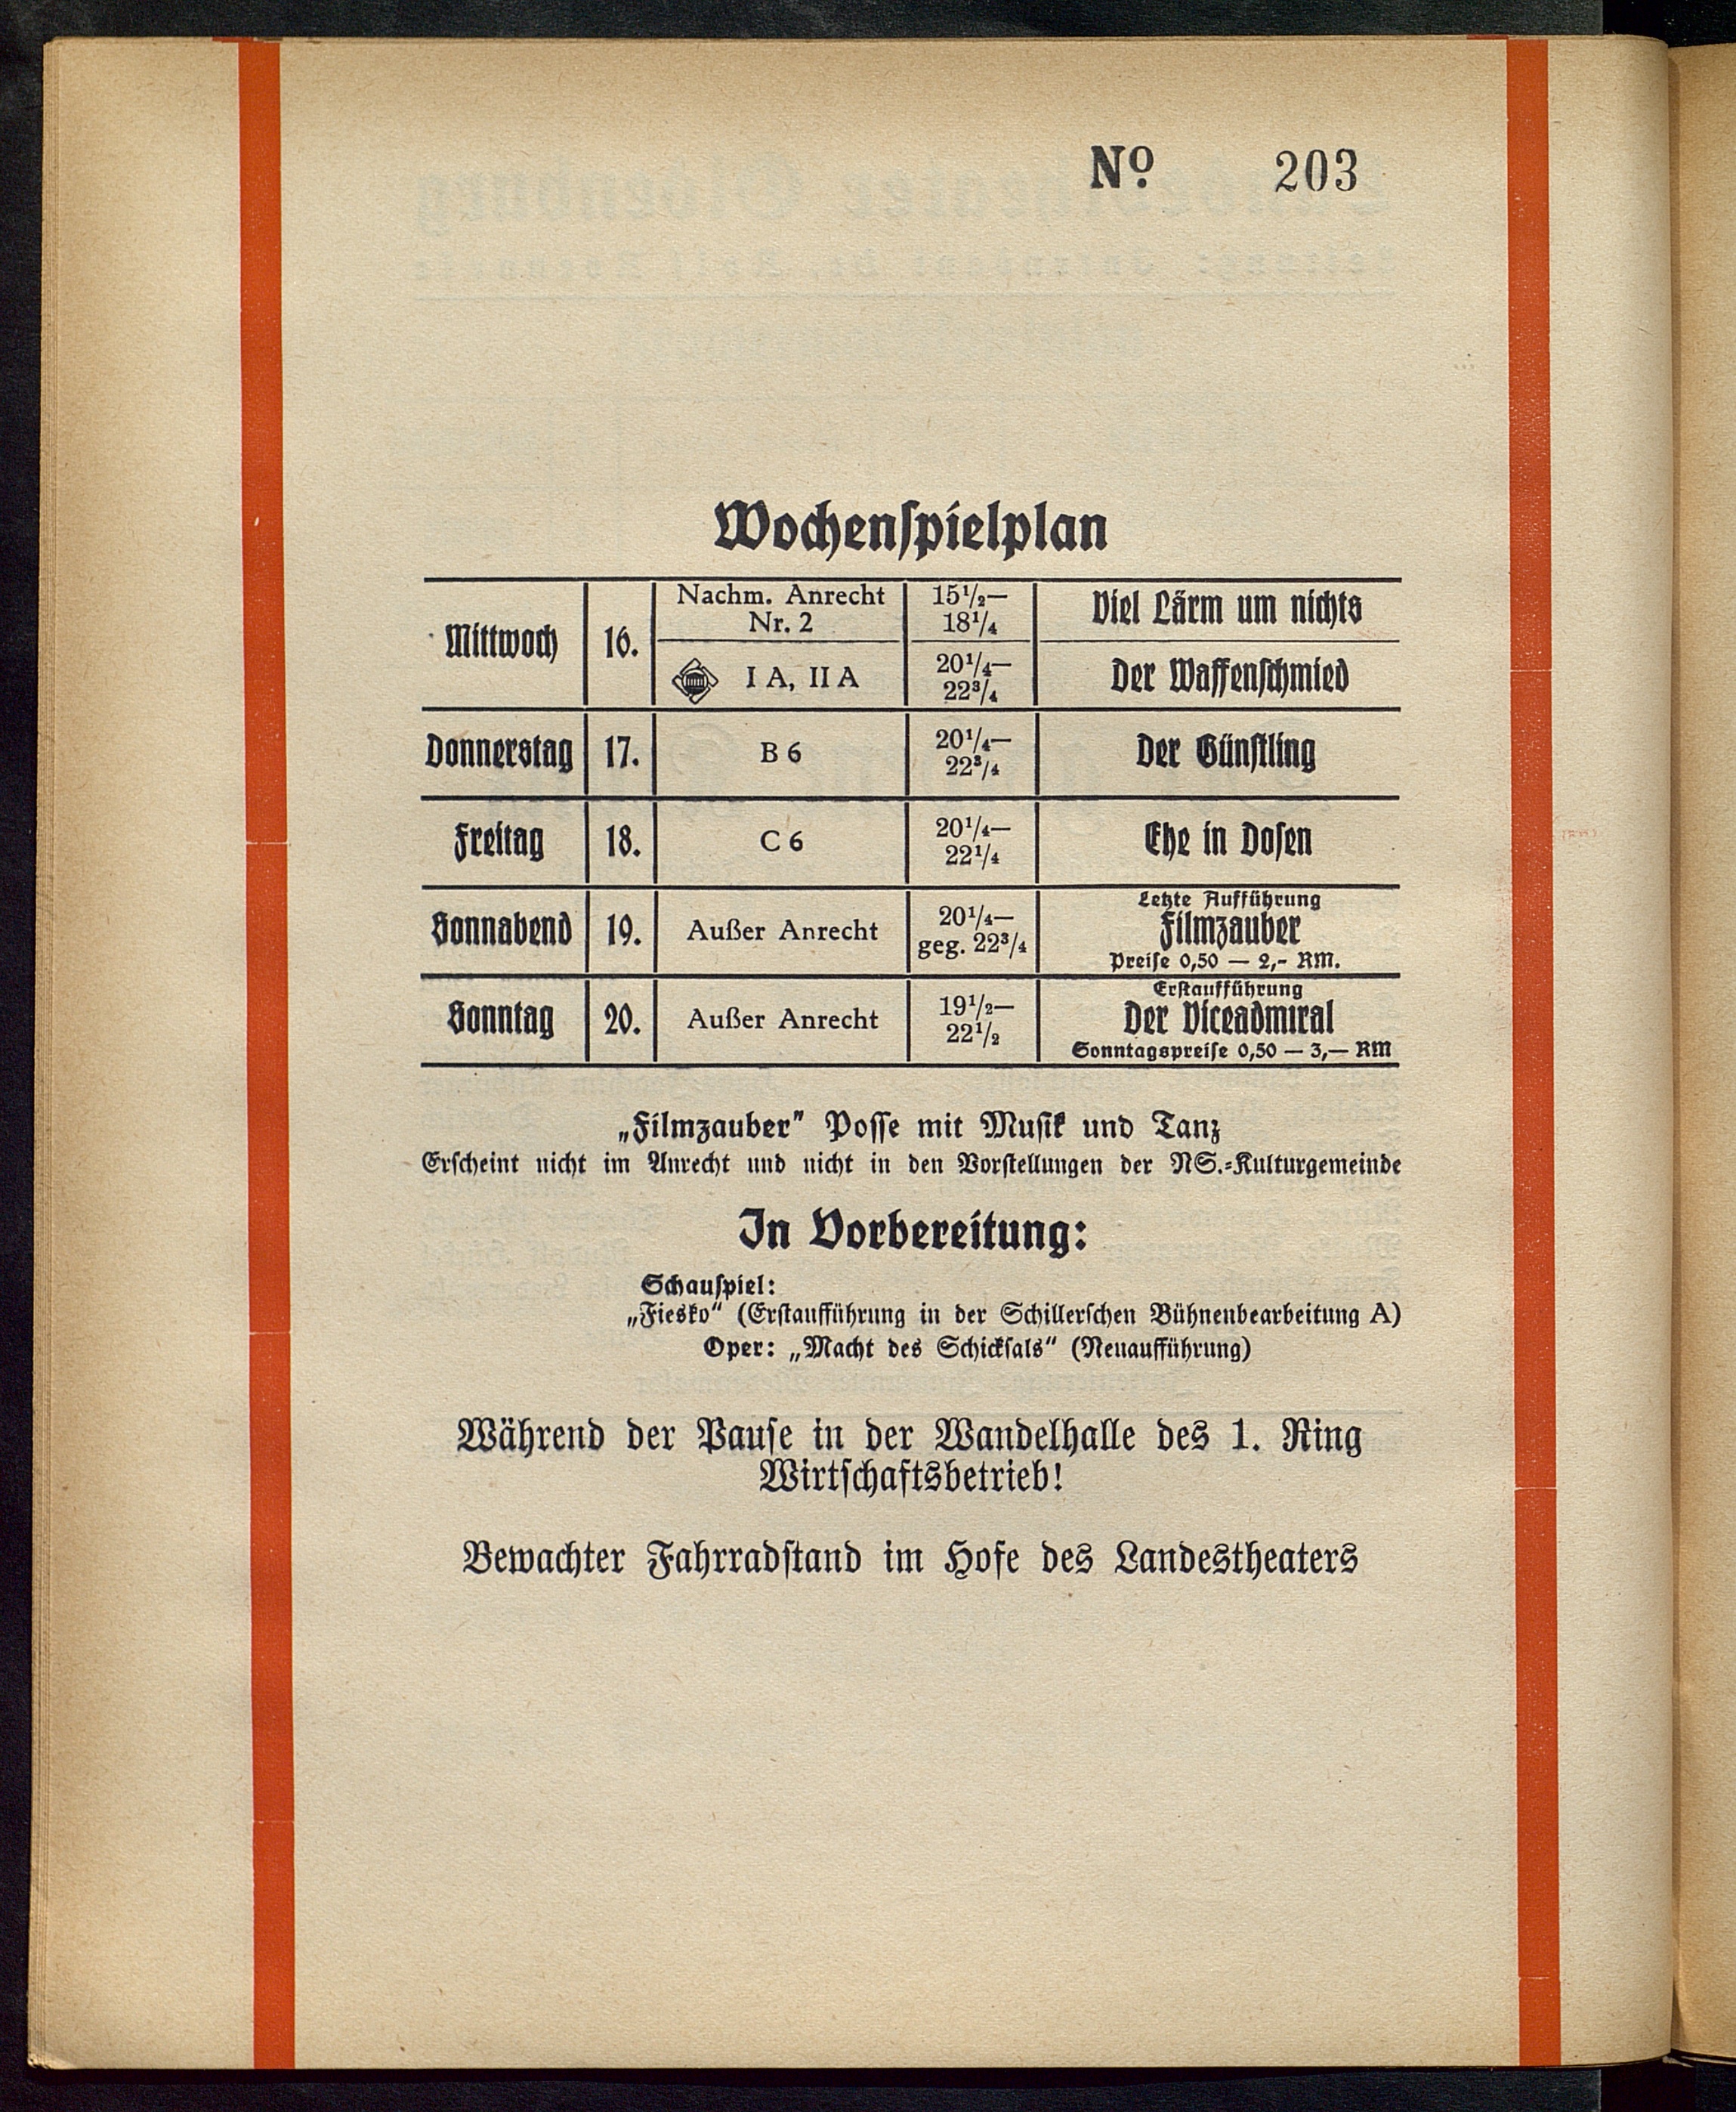 Nº. 203
Wochenspielplan
Mittwoch 16. Nachm. Anrecht Nr. 2 15½—18¼ Viel Lärm um nichts
I A, II A 20¼—22¾ Der Waffenschmied
Donnerstag 17. B 6 20¼—22¾ Der Günstling
Freitag 18. C 6 20¼—22¼ Ehe in Dosen
Sonnabend 19. Außer Anrecht 20¼—geg. 22¾ Letzte Aufführung
Filmzauber
Preise 0,50 — 2,- RM.
Sonntag 20. Außer Anrecht 19½—22½ Erstaufführung
Der Viceadmiral
Sonntagspreise 0,50 — 3,— RM
„Filmzauber" Posse mit Musik und Tanz
Erscheint nicht im Anrecht und nicht in den Vorstellungen der NS.-Kulturgemeinde
In Vorbereitung:
Schauspiel:
„Fiesko" (Erstaufführung in der Schillerschen Bühnenbearbeitung A)
Oper: „Macht des Schicksals" (Neuaufführung)
Während der Pause in der Wandelhalle des 1. Ring
Wirtschaftsbetrieb!
Bewachter Fahrradstand im Hofe des Landestheaters